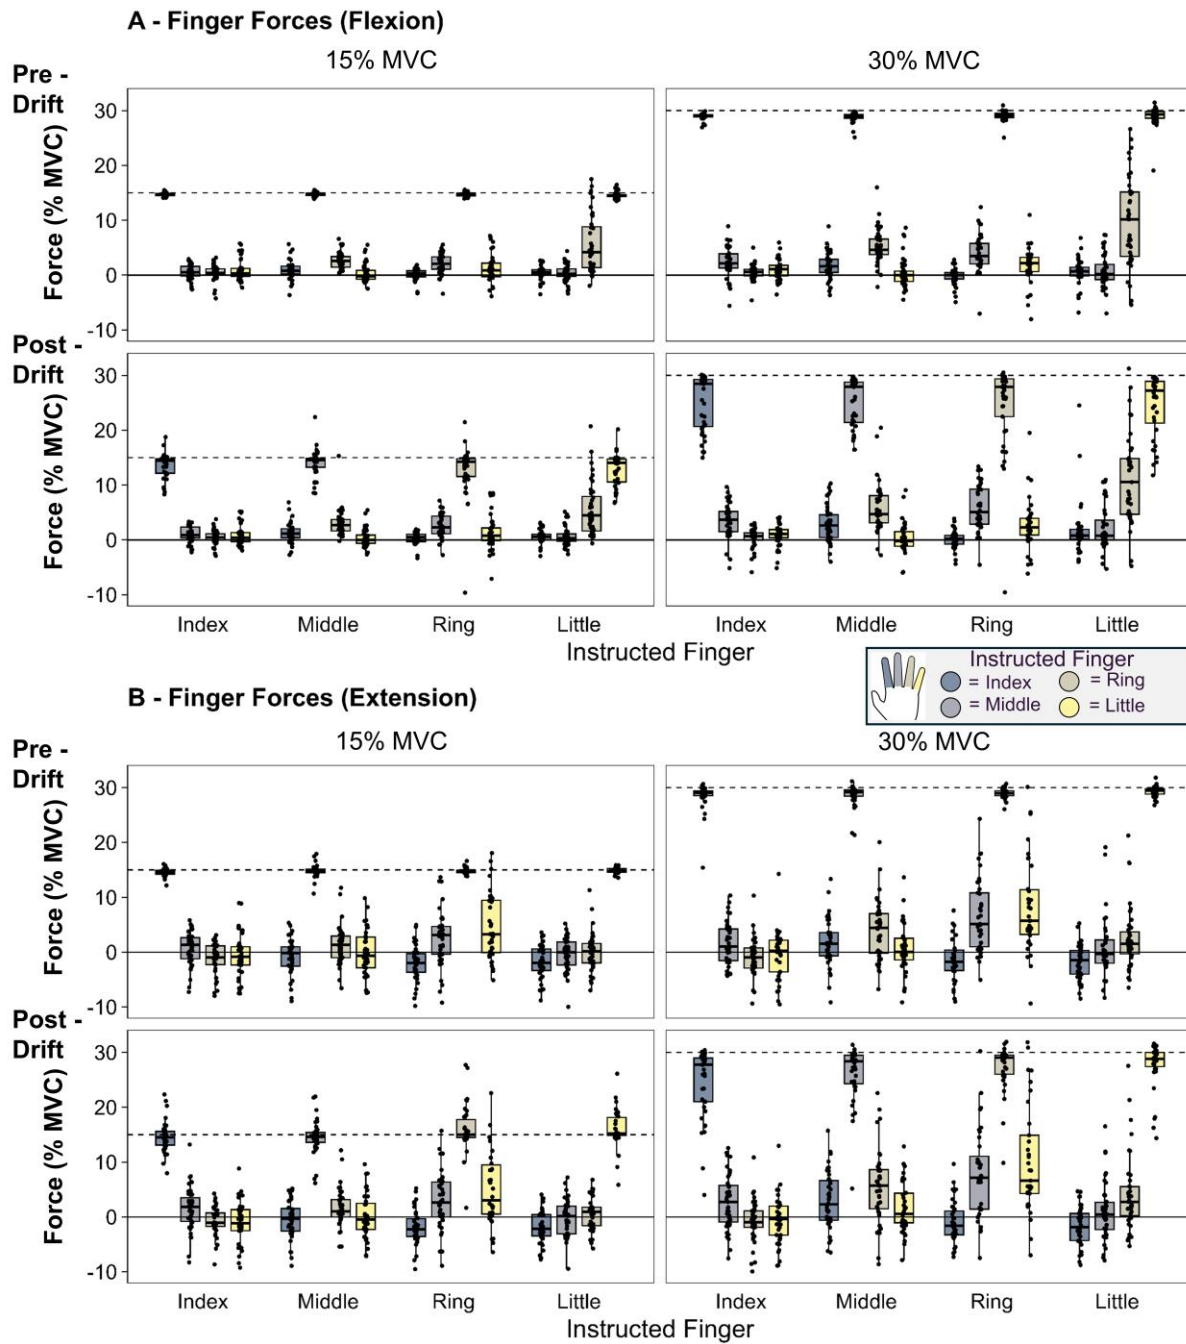 A - Finger Forces (Flexion)
15% MVC
30% MVC
Pre -
Drift
Force (% MVC)
30
20
10
0
-10
Post -
Drift
Force (% MVC)
30
20
10
0
-10
Index Middle Ring Little
Index Middle Ring Little
Instructed Finger
Instructed Finger
= Index
= Ring
= Middle
= Little
B - Finger Forces (Extension)
15% MVC
30% MVC
Pre -
Drift
Force (% MVC)
30
20
10
0
-10
Post -
Drift
Force (% MVC)
30
20
10
0
-10
Index Middle Ring Little
Index Middle Ring Little
Instructed Finger